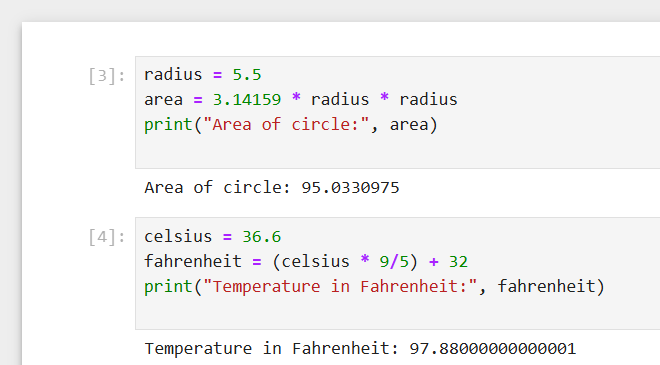 [3]: radius = 5.5
area = 3.14159 * radius * radius
print("Area of circle:", area)
Area of circle: 95.0330975
[4]: celsius = 36.6
fahrenheit = (celsius * 9/5) + 32
print("Temperature in Fahrenheit:", fahrenheit)
Temperature in Fahrenheit: 97.88000000000001